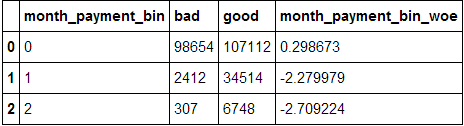 month_payment_bin bad good month_payment_bin_woe
0 0 98654 107112 0.298673
1 1 2412 34514 -2.279979
2 2 307 6748 -2.709224